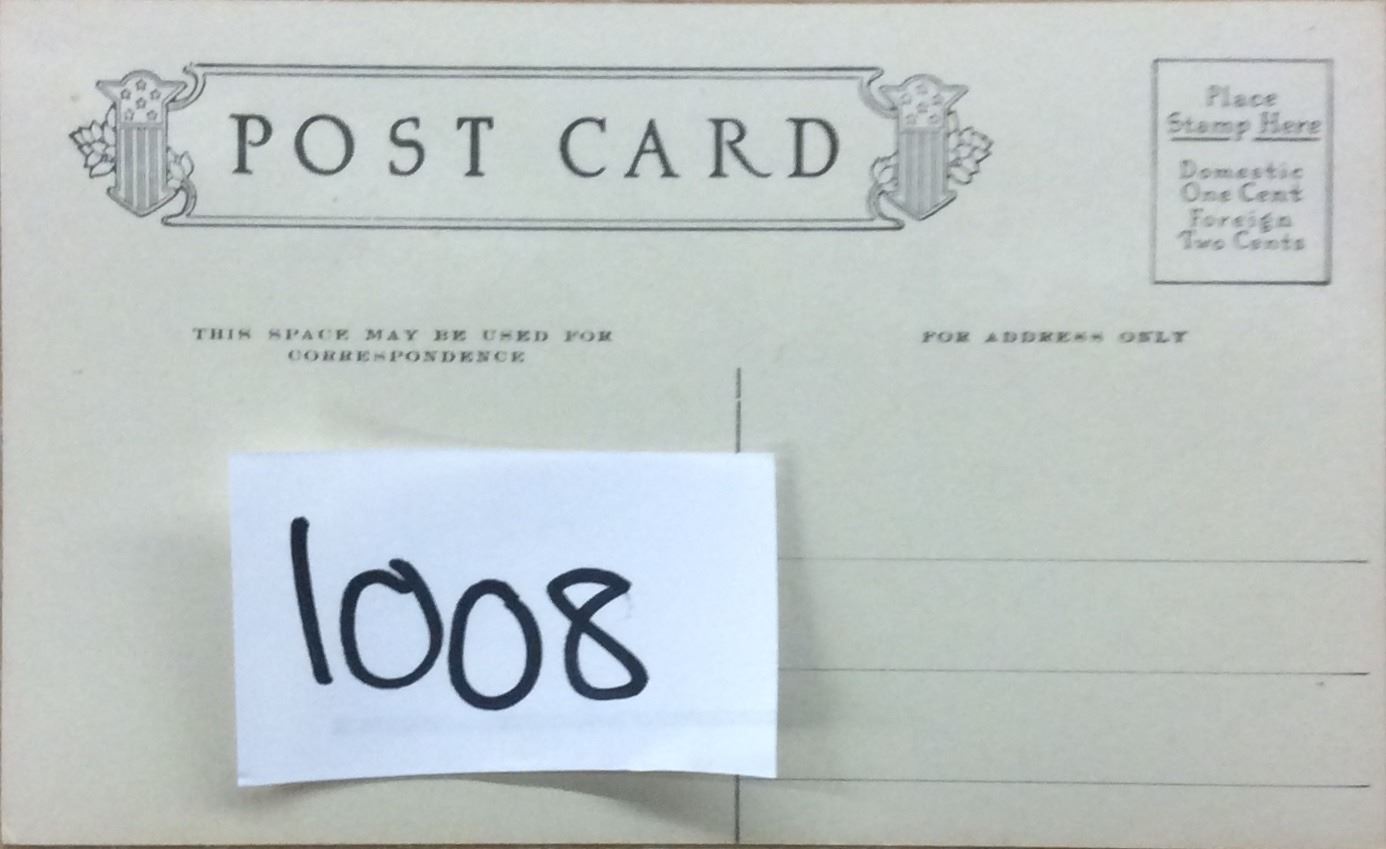 POST CARD
Place
Stamp Here
Domestic
One Cent
Foreign
Two Cents
THIS SPACE MAY BE USED FOR
CORRESPONDENCE
FOR ADDRESS ONLY
1008